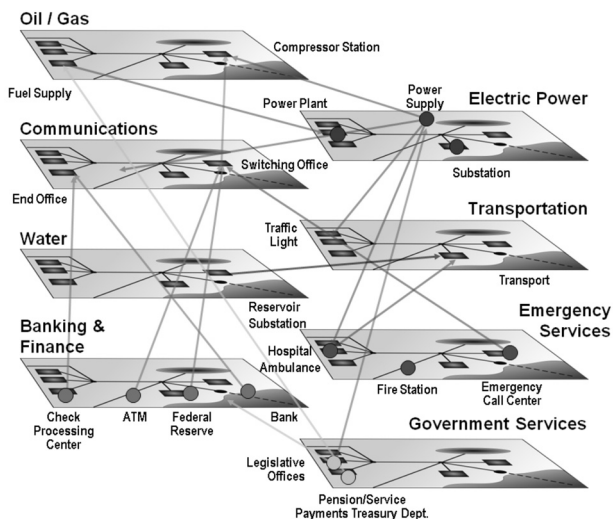 Oil / Gas
Compressor Station
Fuel Supply
Power
Supply
Power Plant
Electric Power
Communications
Switching Office
Substation
End Office
Transportation
Traffic
Light
Water
Transport
Reservoir
Substation
Banking &
Finance
Emergency
Services
Hospital
Ambulance
Fire Station
Emergency
Call Center
Check
Processing
Center
ATM
Federal
Reserve
Bank
Government Services
Legislative
Offices
Pension/Service
Payments Treasury Dept.